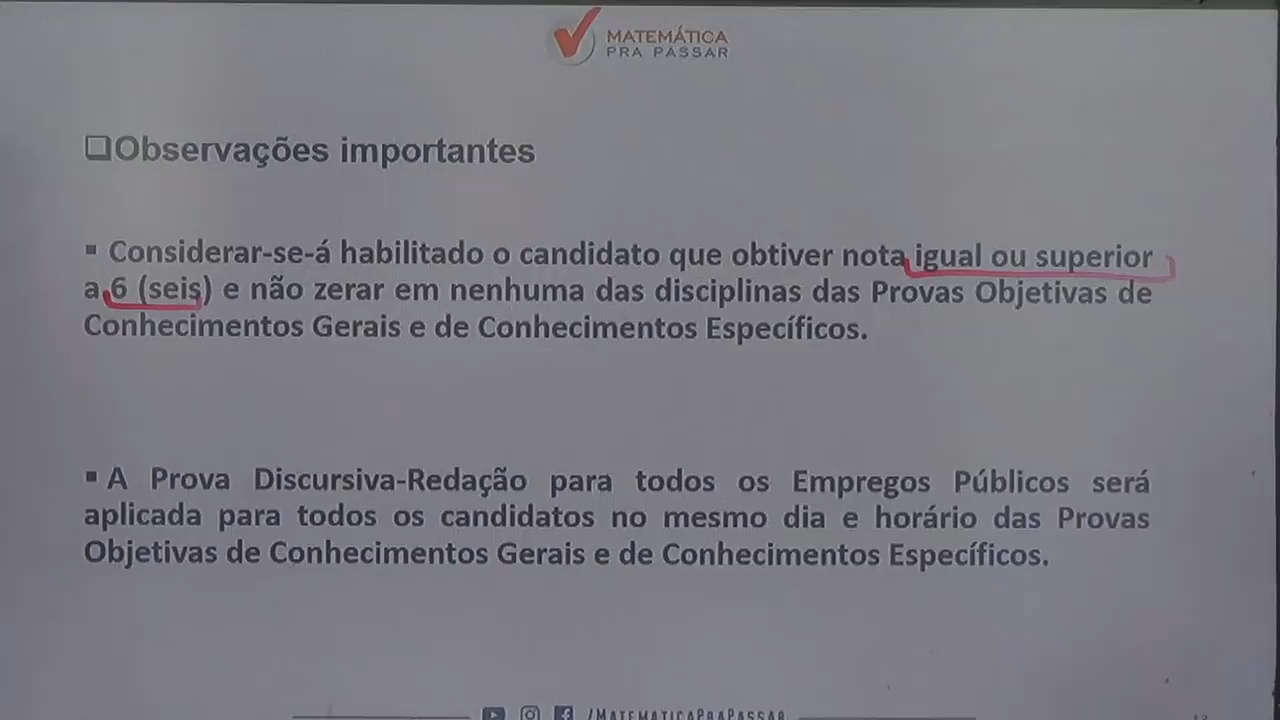 MATEMÁTICA
PRA PASSAR
Observações importantes
▪ Considerar-se-á habilitado o candidato que obtiver nota igual ou superior
a 6 (seis) e não zerar em nenhuma das disciplinas das Provas Objetivas de
Conhecimentos Gerais e de Conhecimentos Específicos.
▪ A Prova Discursiva-Redação para todos os Empregos Públicos será
aplicada para todos os candidatos no mesmo dia e horário das Provas
Objetivas de Conhecimentos Gerais e de Conhecimentos Específicos.
/MATEMATICAPRAPASSAR